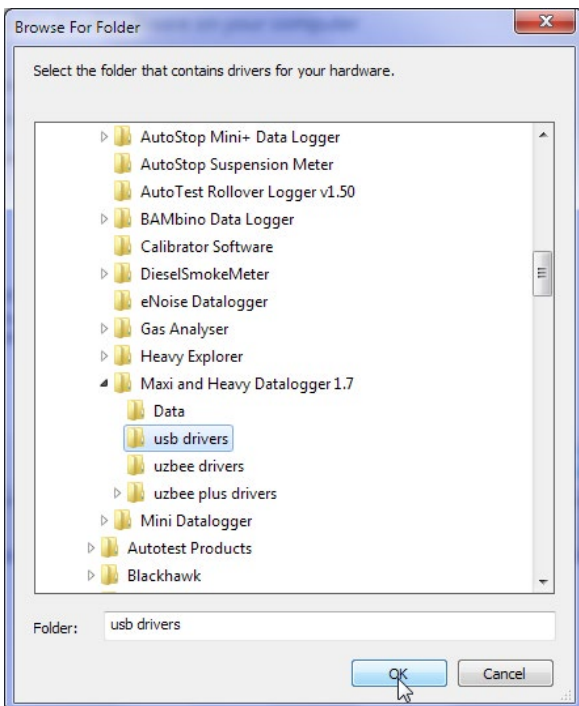 Browse For Folder
Select the folder that contains drivers for your hardware.
AutoStop Mini+ Data Logger
AutoStop Suspension Meter
AutoTest Rollover Logger v1.50
BAMbino Data Logger
Calibrator Software
DieselSmokeMeter
eNoise Datalogger
Gas Analyser
Heavy Explorer
Maxi and Heavy Datalogger 1.7
Data
usb drivers
uzbee drivers
uzbee plus drivers
Mini Datalogger
Autotest Products
Blackhawk
Folder: usb drivers
OK Cancel